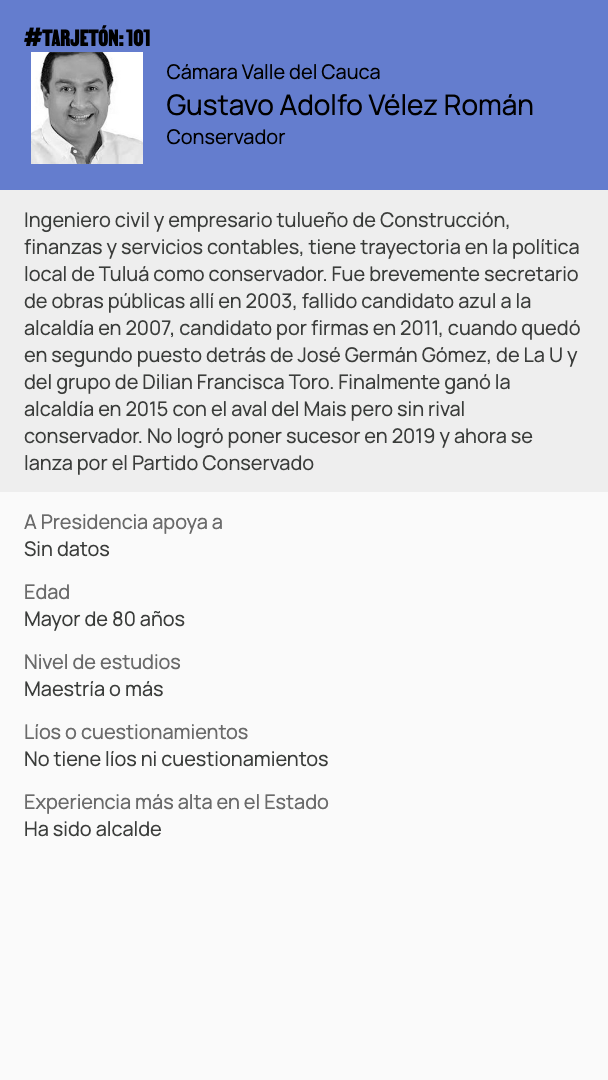 #TARJETÓN: 101
Cámara Valle del Cauca
Gustavo Adolfo Vélez Román
Conservador
Ingeniero civil y empresario tulueño de Construcción,
finanzas y servicios contables, tiene trayectoria en la política
local de Tuluá como conservador. Fue brevemente secretario
de obras públicas allí en 2003, fallido candidato azul a la
alcaldía en 2007, candidato por firmas en 2011, cuando quedó
en segundo puesto detrás de José Germán Gómez, de La U y
del grupo de Dilian Francisca Toro. Finalmente ganó la
alcaldía en 2015 con el aval del Mais pero sin rival
conservador. No logró poner sucesor en 2019 y ahora se
lanza por el Partido Conservado
A Presidencia apoya a
Sin datos
Edad
Mayor de 80 años
Nivel de estudios
Maestría o más
Líos o cuestionamientos
No tiene líos ni cuestionamientos
Experiencia más alta en el Estado
Ha sido alcalde